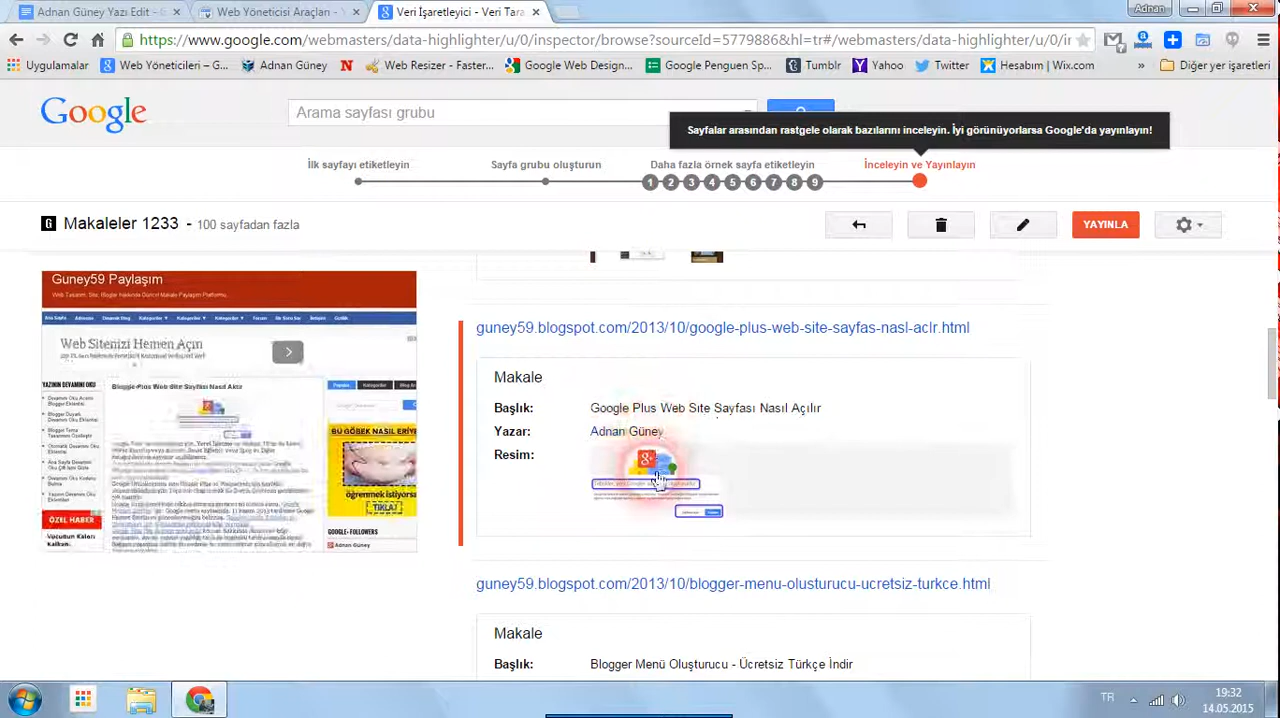 Adnan Güney Yazı Edit -
Web Yöneticisi Araçları -
Veri İşaretleyici - Veri Tara
Adnan
https://www.google.com/webmasters/data-highlighter/u/0/inspector/browse?sourceId=5779886&hl=tr#/webmasters/data-highlighter/u/0/ir
Uygulamalar
Web Yöneticileri – G...
Adnan Güney
Web Resizer - Faster...
Google Web Design...
Google Penguen Sp...
Tumblr
Yahoo
Twitter
Hesabım | Wix.com
Diğer yer işaretleri
Google
Arama sayfası grubu
Sayfalar arasından rastgele olarak bazılarını inceleyin. İyi görünüyorlarsa Google'da yayınlayın!
İlk sayfayı etiketleyin
Sayfa grubu oluşturun
Daha fazla örnek sayfa etiketleyin
İnceleyin ve Yayınlayın
1 2 3 4 5 6 7 8 9
Makaleler 1233 - 100 sayfadan fazla
YAYINLA
Guney59 Paylaşım
Web Sitenizi Hemen Açın
YAZININ DEVAMINI OKU
BU GÖBEK NASIL ERİYE
öğrenmek istiyorsa
TIKLA!
ÖZEL HABER
GOOGLE+ FOLLOWERS
Adnan Güney
guney59.blogspot.com/2013/10/google-plus-web-site-sayfas-nasl-aclr.html
Makale
Başlık: Google Plus Web Site Sayfası Nasıl Açılır
Yazar: Adnan Güney
Resim:
guney59.blogspot.com/2013/10/blogger-menu-olusturucu-ucretsiz-turkce.html
Makale
Başlık: Blogger Menü Oluşturucu - Ücretsiz Türkçe İndir
TR
19:32
14.05.2015